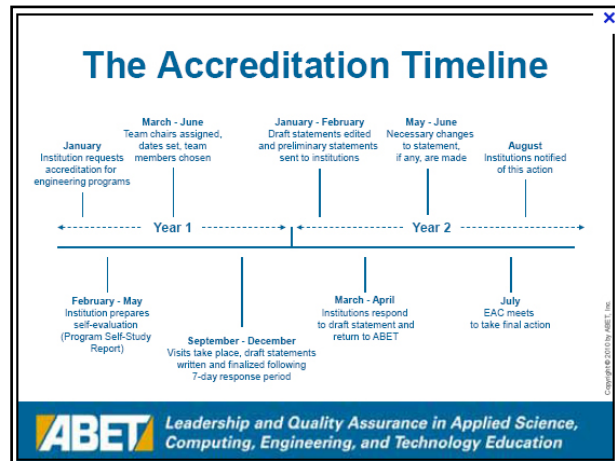 The Accreditation Timeline
January
Institution requests
accreditation for
engineering programs
March - June
Team chairs assigned,
dates set, team
members chosen
January - February
Draft statements edited
and preliminary statements
sent to institutions
May - June
Necessary changes
to statement,
if any, are made
August
Institutions notified
of this action
Year 1
Year 2
February - May
Institution prepares
self-evaluation
(Program Self-Study
Report)
September - December
Visits take place, draft statements
written and finalized following
7-day response period
March - April
Institutions respond
to draft statement and
return to ABET
July
EAC meets
to take final action
Copyright © 2010 by ABET, Inc.
ABET
Leadership and Quality Assurance in Applied Science,
Computing, Engineering, and Technology Education